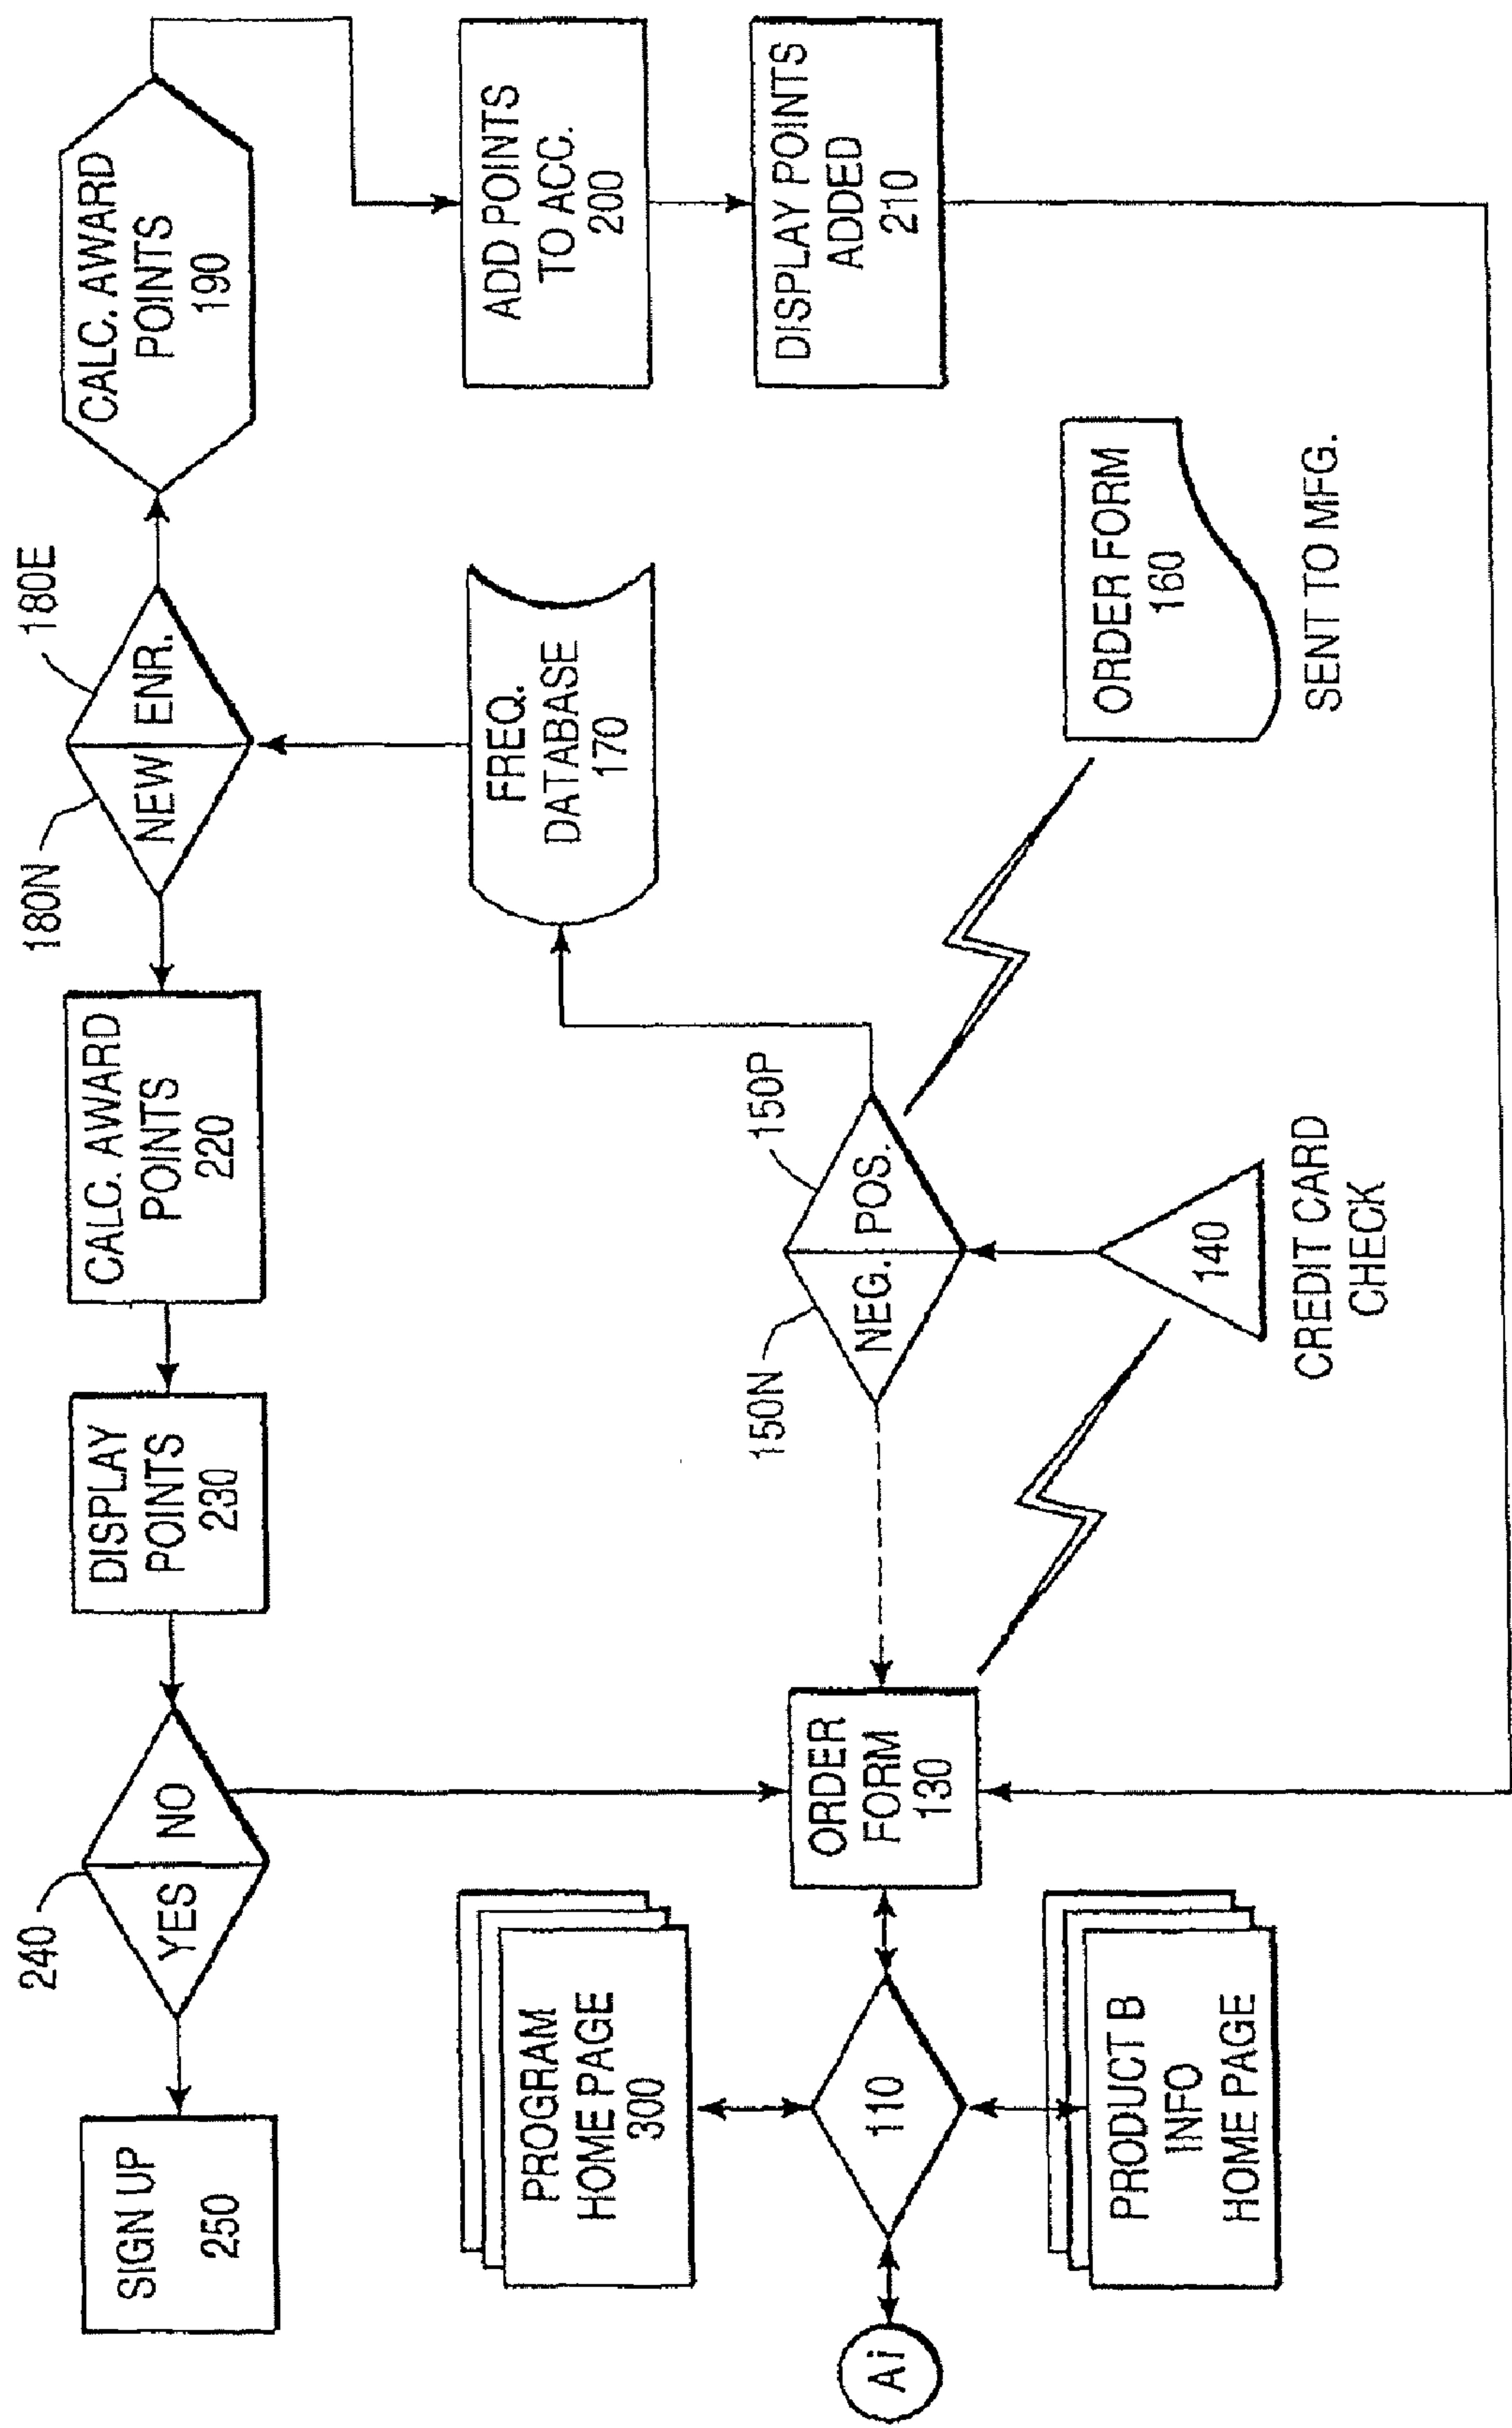 240
YES
NO
SIGN UP
250
DISPLAY
POINTS
230
CALC. AWARD
POINTS
220
180N
180E
NEW
ENR.
CALC. AWARD
POINTS
190
PROGRAM
HOME PAGE
300
FREQ.
DATABASE
170
ADD POINTS
TO ACC.
200
Ai
110
ORDER
FORM
130
150N
150P
NEG.
POS.
DISPLAY POINTS
ADDED
210
PRODUCT B
INFO
HOME PAGE
140
CREDIT CARD
CHECK
ORDER FORM
160
SENT TO MFG.